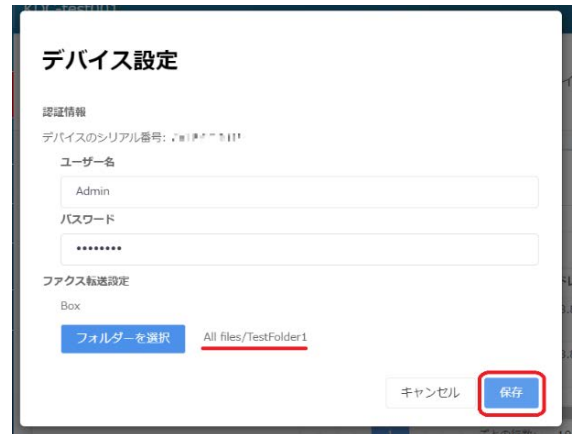 KDC-test001
デバイス設定
認証情報
デバイスのシリアル番号:
ユーザー名
Admin
パスワード
••••••••
ファクス転送設定
Box
フォルダーを選択 All files/TestFolder1
キャンセル 保存